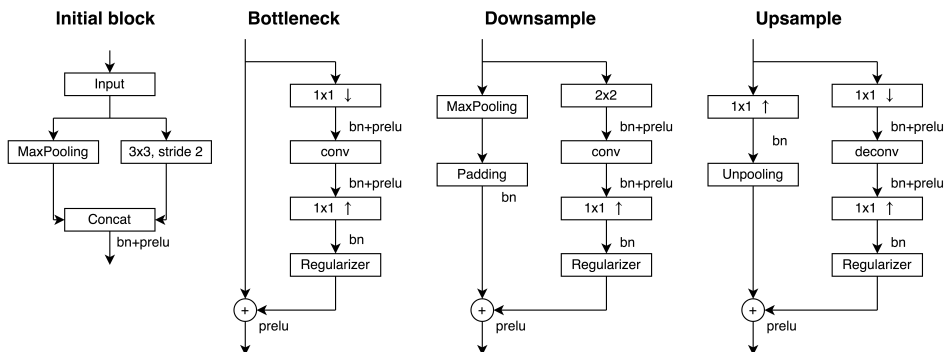 Initial block
Input
MaxPooling
3x3, stride 2
Concat
bn+prelu
Bottleneck
1x1 ↓
bn+prelu
conv
bn+prelu
1x1 ↑
bn
Regularizer
+
prelu
Downsample
MaxPooling
Padding
bn
2x2
bn+prelu
conv
bn+prelu
1x1 ↑
bn
Regularizer
+
prelu
Upsample
1x1 ↑
bn
Unpooling
1x1 ↓
bn+prelu
deconv
bn+prelu
1x1 ↑
bn
Regularizer
+
prelu